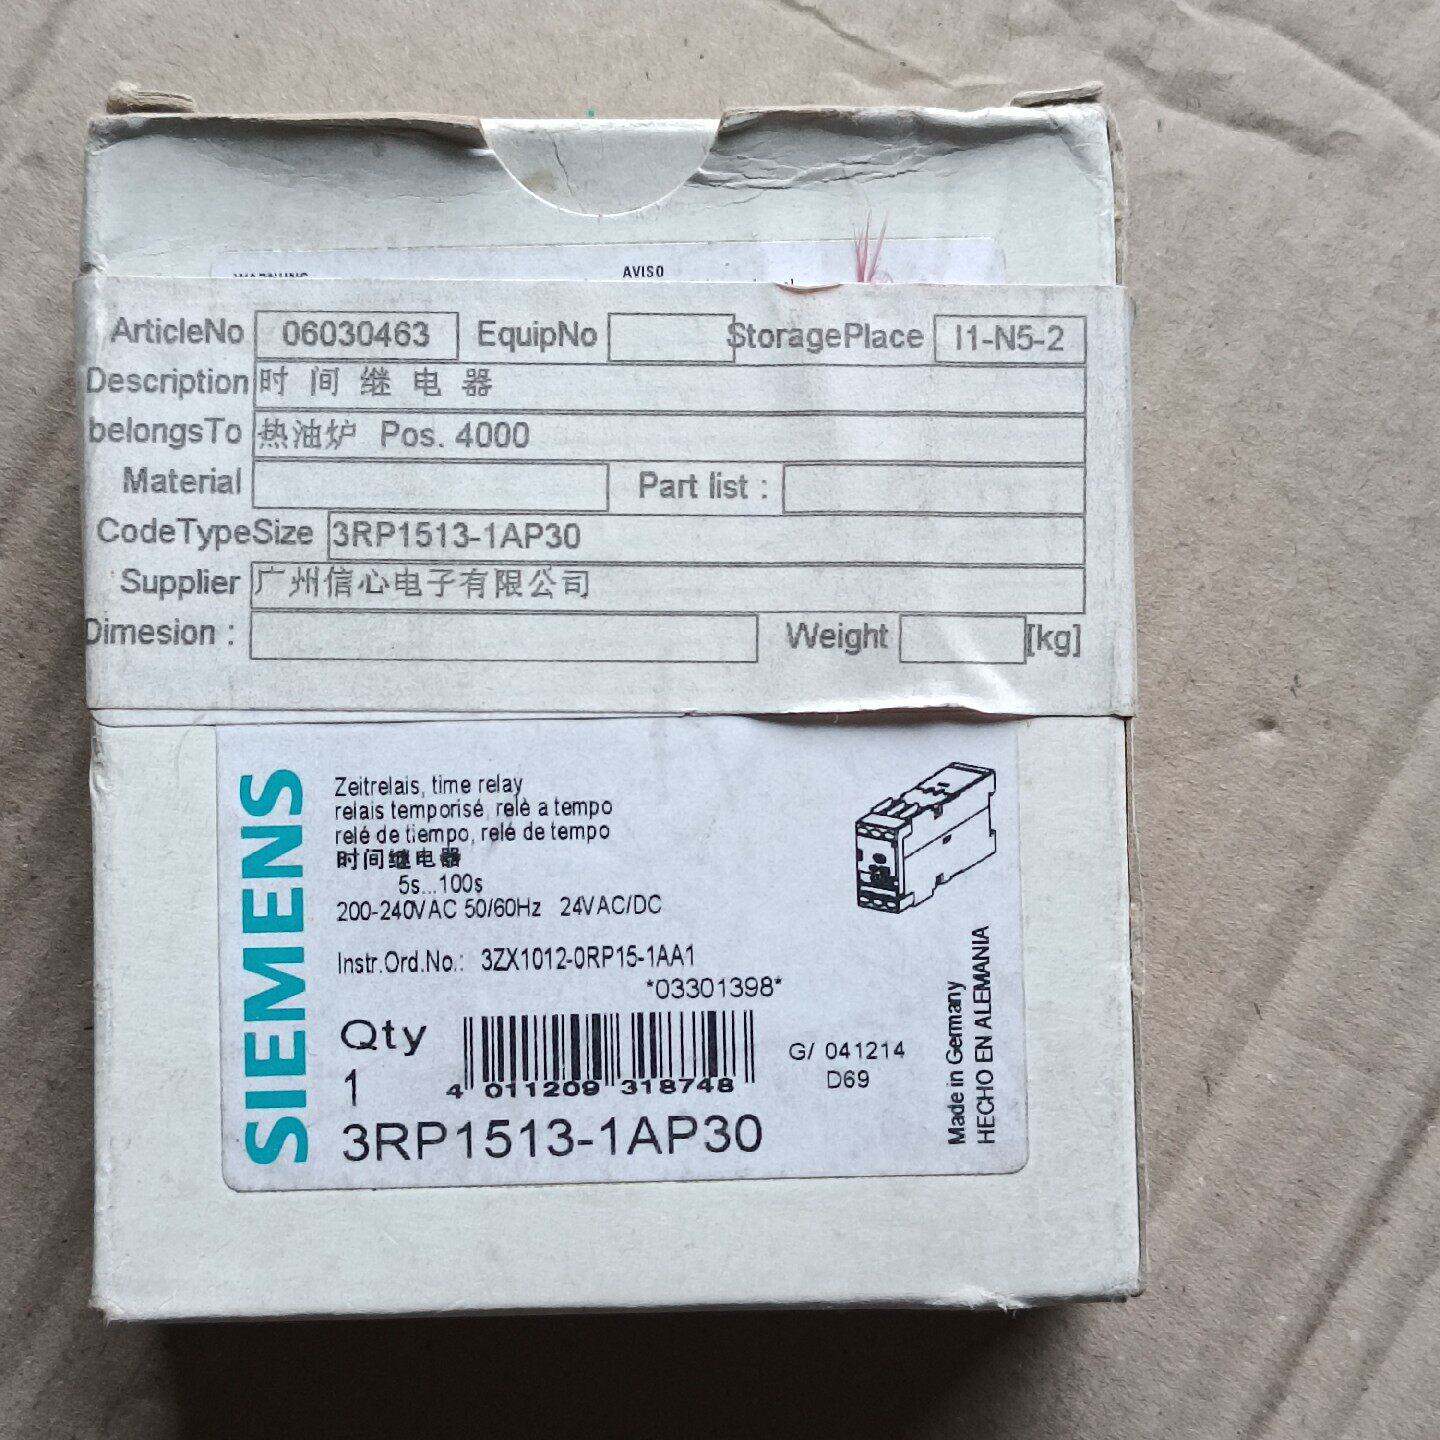 AVISO
ArticleNo 06030463 EquipNo StoragePlace I1-N5-2
Description 时间继电器
belongsTo 热油炉 Pos. 4000
Material Part list :
CodeTypeSize 3RP1513-1AP30
Supplier 广州信心电子有限公司
Dimesion : Weight [kg]
SIEMENS
Zeitrelais, time relay
relais temporisé, relè a tempo
relé de tiempo, relé de tempo
时间继电器
5s...100s
200-240VAC 50/60Hz 24VAC/DC
Instr.Ord.No.: 3ZX1012-0RP15-1AA1
*03301398*
Qty
1
4 011209 318748
G/ 041214
D69
3RP1513-1AP30
Made in Germany
HECHO EN ALEMANIA